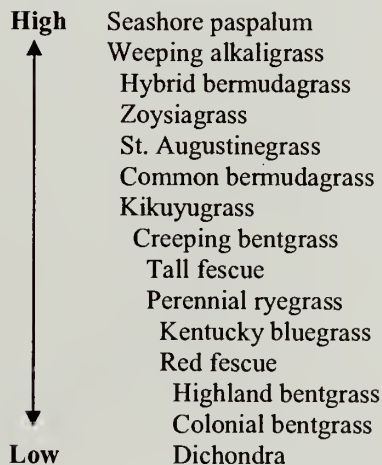 High Seashore paspalum
Weeping alkaligrass
Hybrid bermudagrass
Zoysiagrass
St. Augustinegrass
Common bermudagrass
Kikuyugrass
Creeping bentgrass
Tall fescue
Perennial ryegrass
Kentucky bluegrass
Red fescue
Highland bentgrass
Colonial bentgrass
Low Dichondra